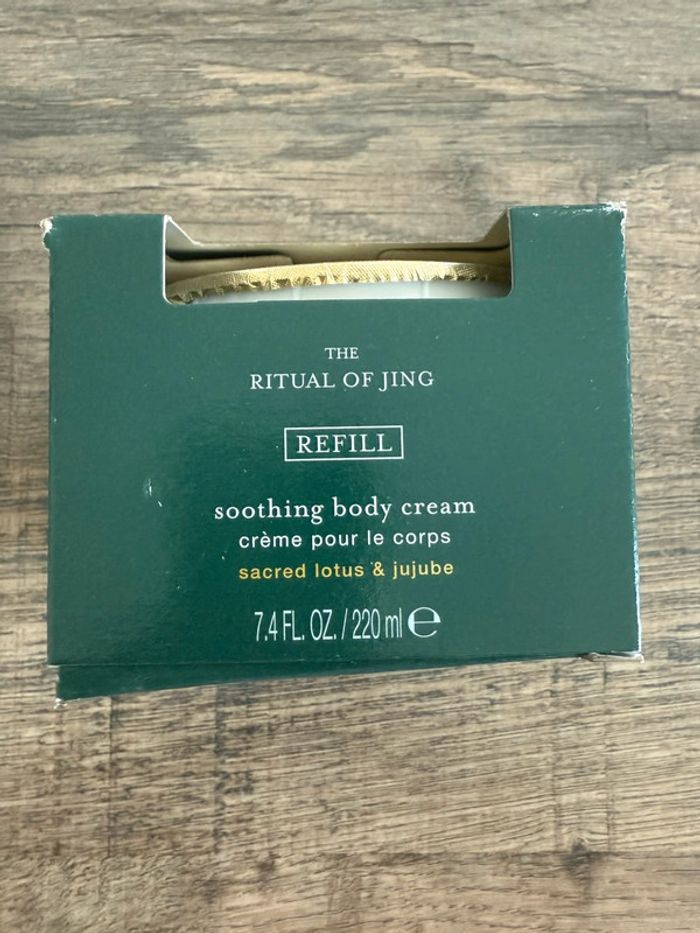 THE
RITUAL OF JING
REFILL
soothing body cream
crème pour le corps
sacred lotus & jujube
7.4 FL. OZ. / 220 ml ℮